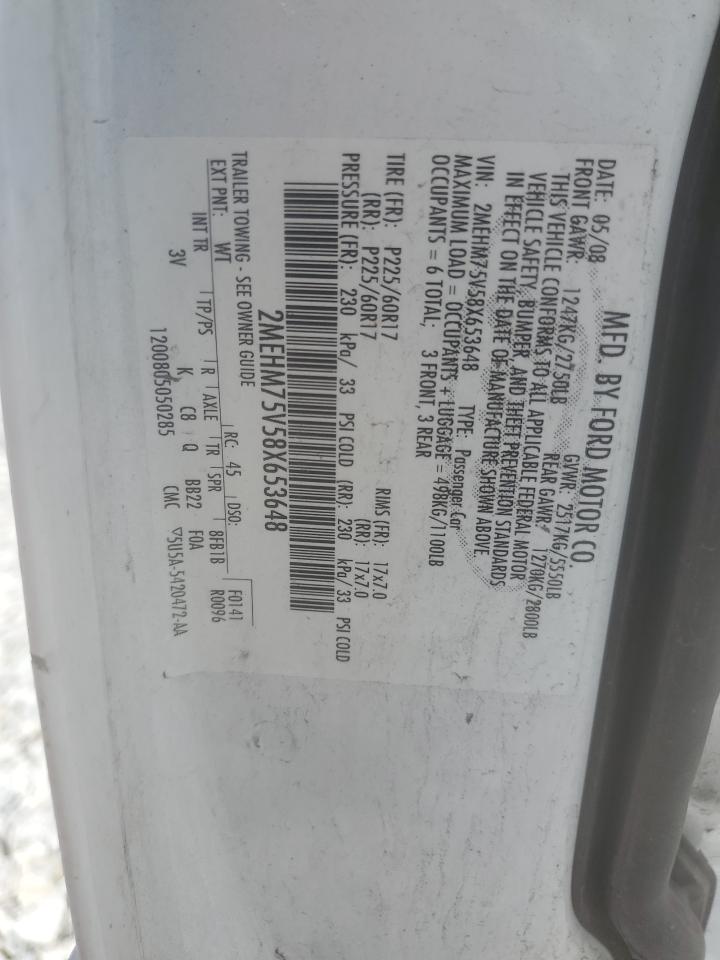 MFD. BY FORD MOTOR CO.
DATE: 05/08 GVWR: 2517KG/5550LB
FRONT GAWR: 1247KG/2750LB REAR GAWR: 1270KG/2800LB
THIS VEHICLE CONFORMS TO ALL APPLICABLE FEDERAL MOTOR
VEHICLE SAFETY, BUMPER, AND THEFT PREVENTION STANDARDS
IN EFFECT ON THE DATE OF MANUFACTURE SHOWN ABOVE.
VIN: 2MEHM75V58X653648 TYPE: Passenger Car
MAXIMUM LOAD = OCCUPANTS + LUGGAGE = 498KG/1100LB
OCCUPANTS = 6 TOTAL; 3 FRONT, 3 REAR
TIRE (FR): P225/60R17 RIMS (FR): 17x7.0
(RR): P225/60R17 (RR): 17x7.0
PRESSURE (FR): 230 kPa/ 33 PSI COLD (RR): 230 kPa/33 PSI COLD
2MEHM75V58X653648
TRAILER TOWING - SEE OWNER GUIDE
EXT PNT: WT RC: 45 DSO: F0141
R0096
INT TR TP/PS R AXLE TR SPR 8FB1B
3V K C8 Q BB22 FOA
1200805050285 CMC ▽5U5A-5420472-AA